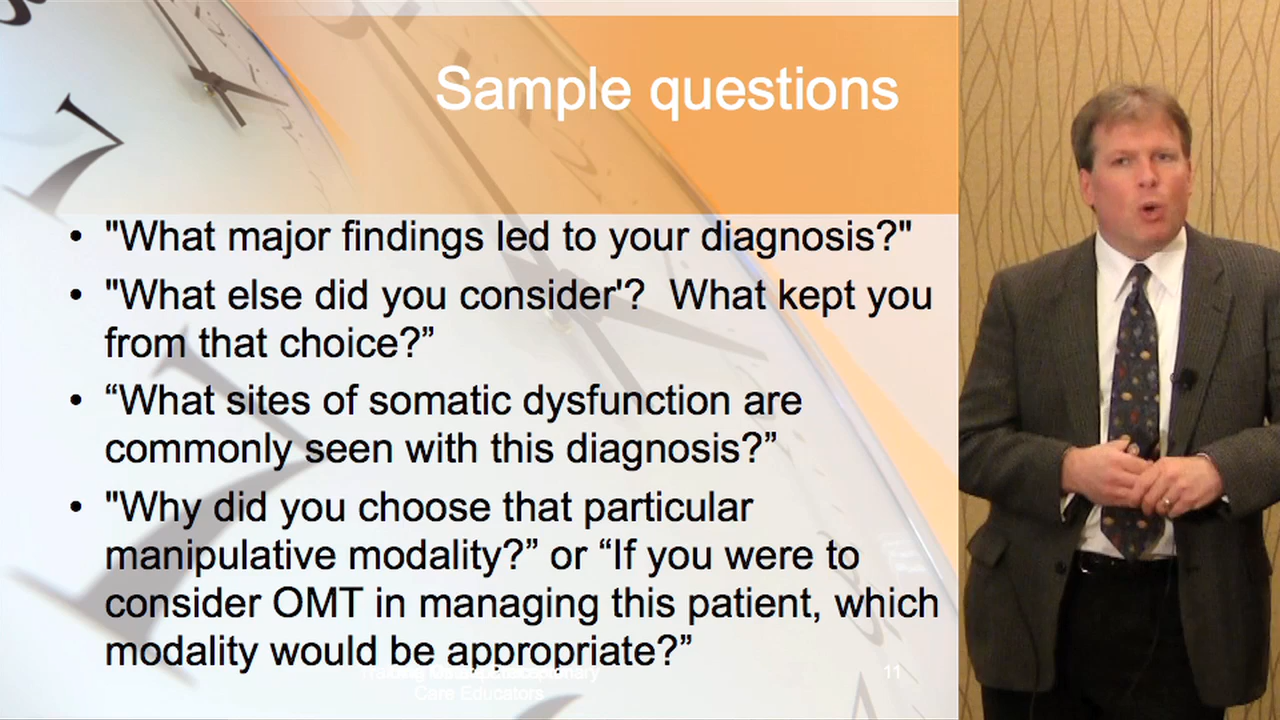 Sample questions
• "What major findings led to your diagnosis?"
• "What else did you consider'?  What kept you
from that choice?”
• “What sites of somatic dysfunction are
commonly seen with this diagnosis?”
• "Why did you choose that particular
manipulative modality?” or “If you were to
consider OMT in managing this patient, which
modality would be appropriate?”
Care Educators
11